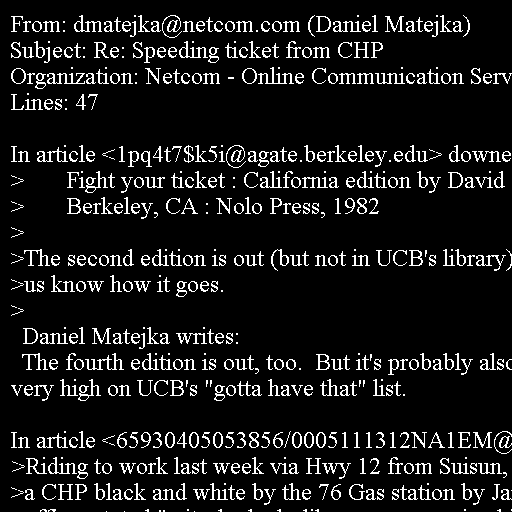 From: dmatejka@netcom.com (Daniel Matejka)
Subject: Re: Speeding ticket from CHP
Organization: Netcom - Online Communication Serv
Lines: 47
In article <1pq4t7$k5i@agate.berkeley.edu> downe
> Fight your ticket : California edition by David
> Berkeley, CA : Nolo Press, 1982
>
>The second edition is out (but not in UCB's library)
>us know how it goes.
>
Daniel Matejka writes:
The fourth edition is out, too. But it's probably also
very high on UCB's "gotta have that" list.
In article <65930405053856/0005111312NA1EM@
>Riding to work last week via Hwy 12 from Suisun,
>a CHP black and white by the 76 Gas station by Ja